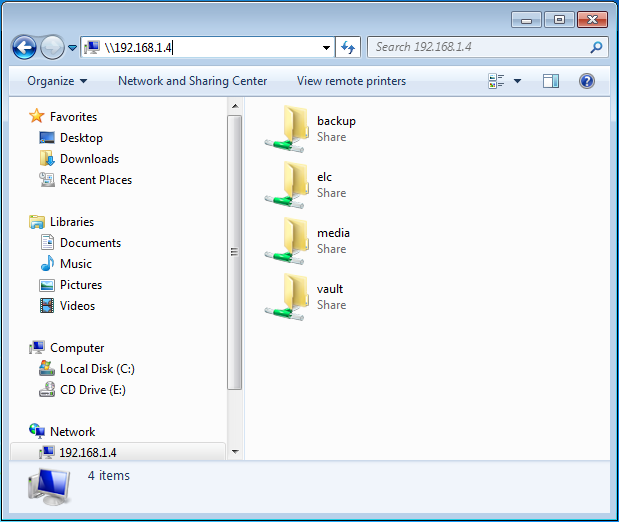 \\192.168.1.4
Search 192.168.1.4
Organize
Network and Sharing Center
View remote printers
Favorites
Desktop
Downloads
Recent Places
Libraries
Documents
Music
Pictures
Videos
Computer
Local Disk (C:)
CD Drive (E:)
Network
192.168.1.4
backup
Share
elc
Share
media
Share
vault
Share
4 items